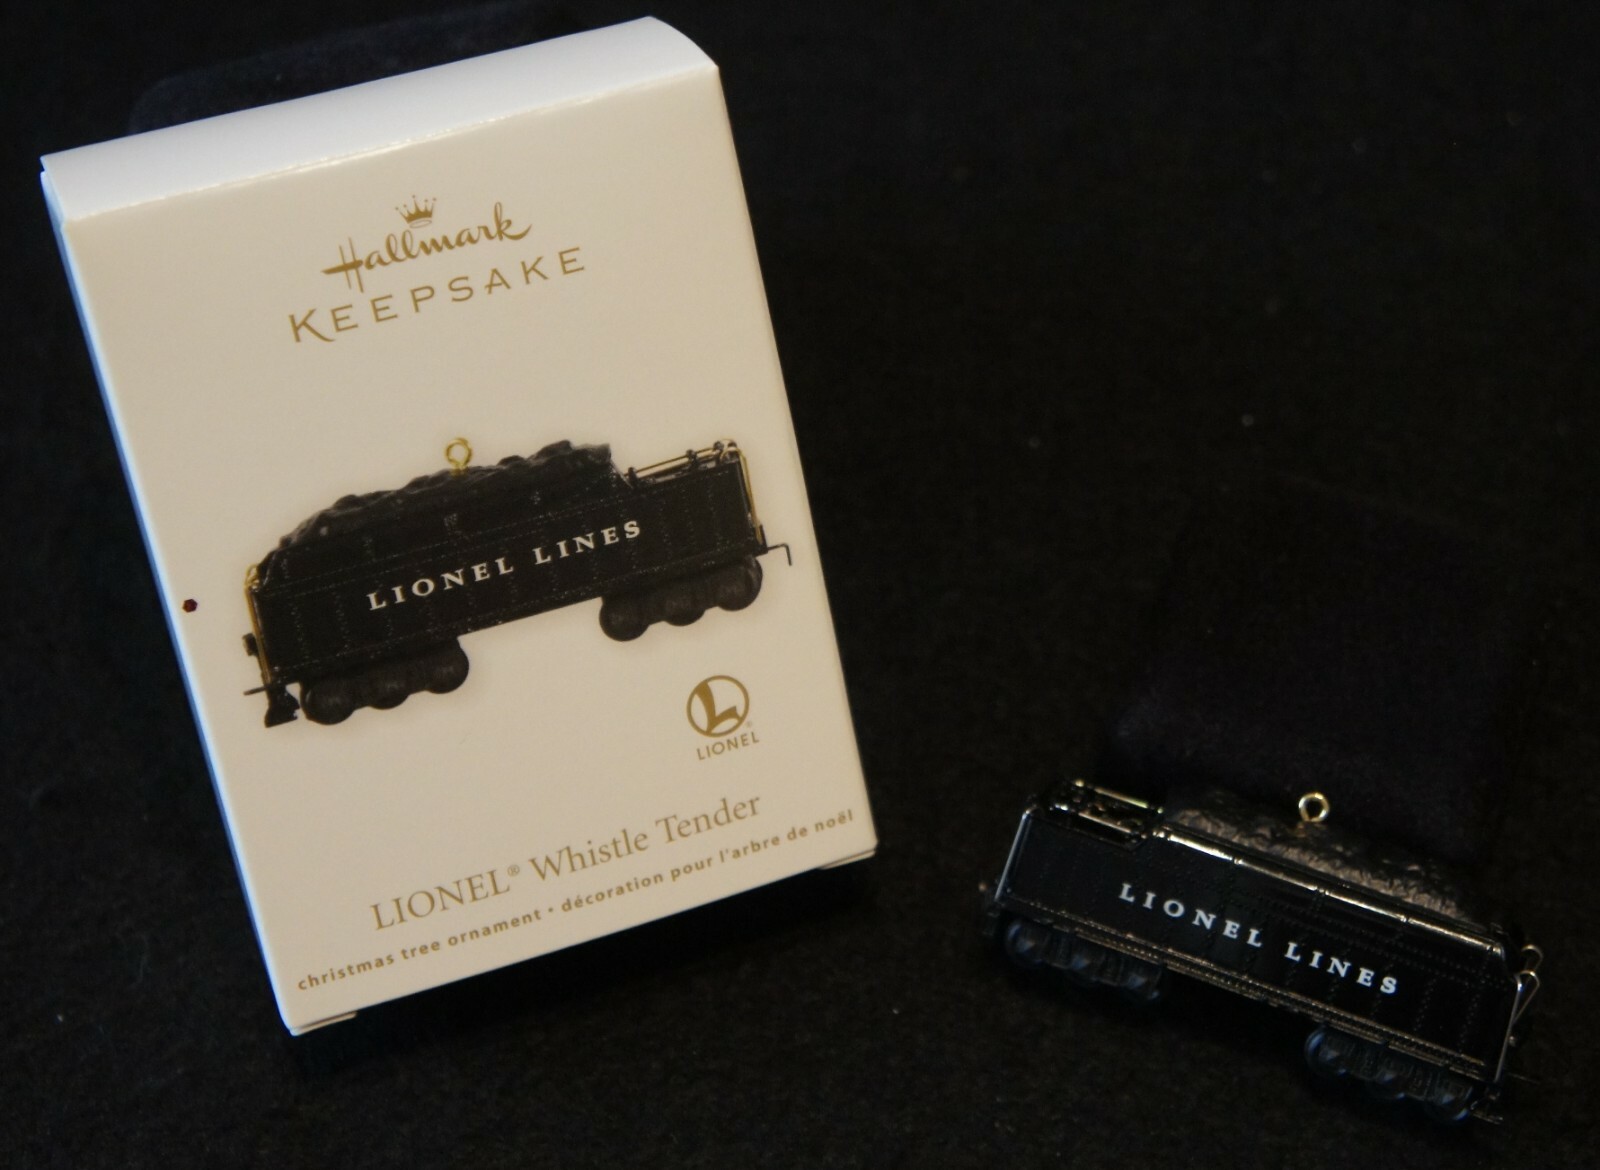 Hallmark
KEEPSAKE
LIONEL LINES
L
LIONEL
LIONEL® Whistle Tender
christmas tree ornament • décoration pour l'arbre de noël
LIONEL LINES